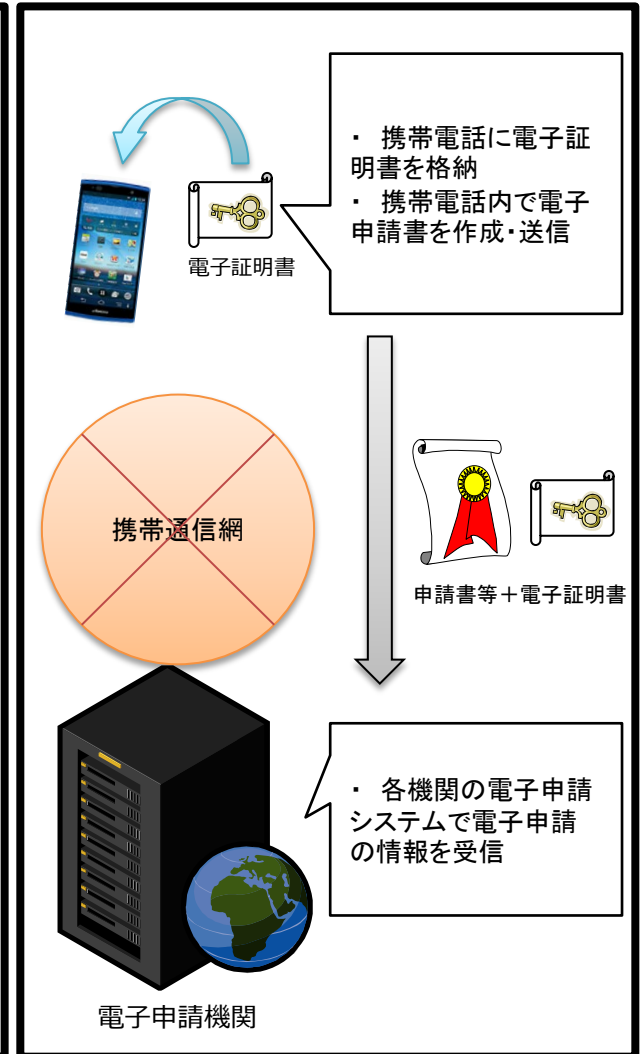 ・ 携帯電話に電子証
明書を格納
・ 携帯電話内で電子
申請書を作成・送信
電子証明書
携帯通信網
申請書等＋電子証明書
・ 各機関の電子申請
システムで電子申請
の情報を受信
電子申請機関